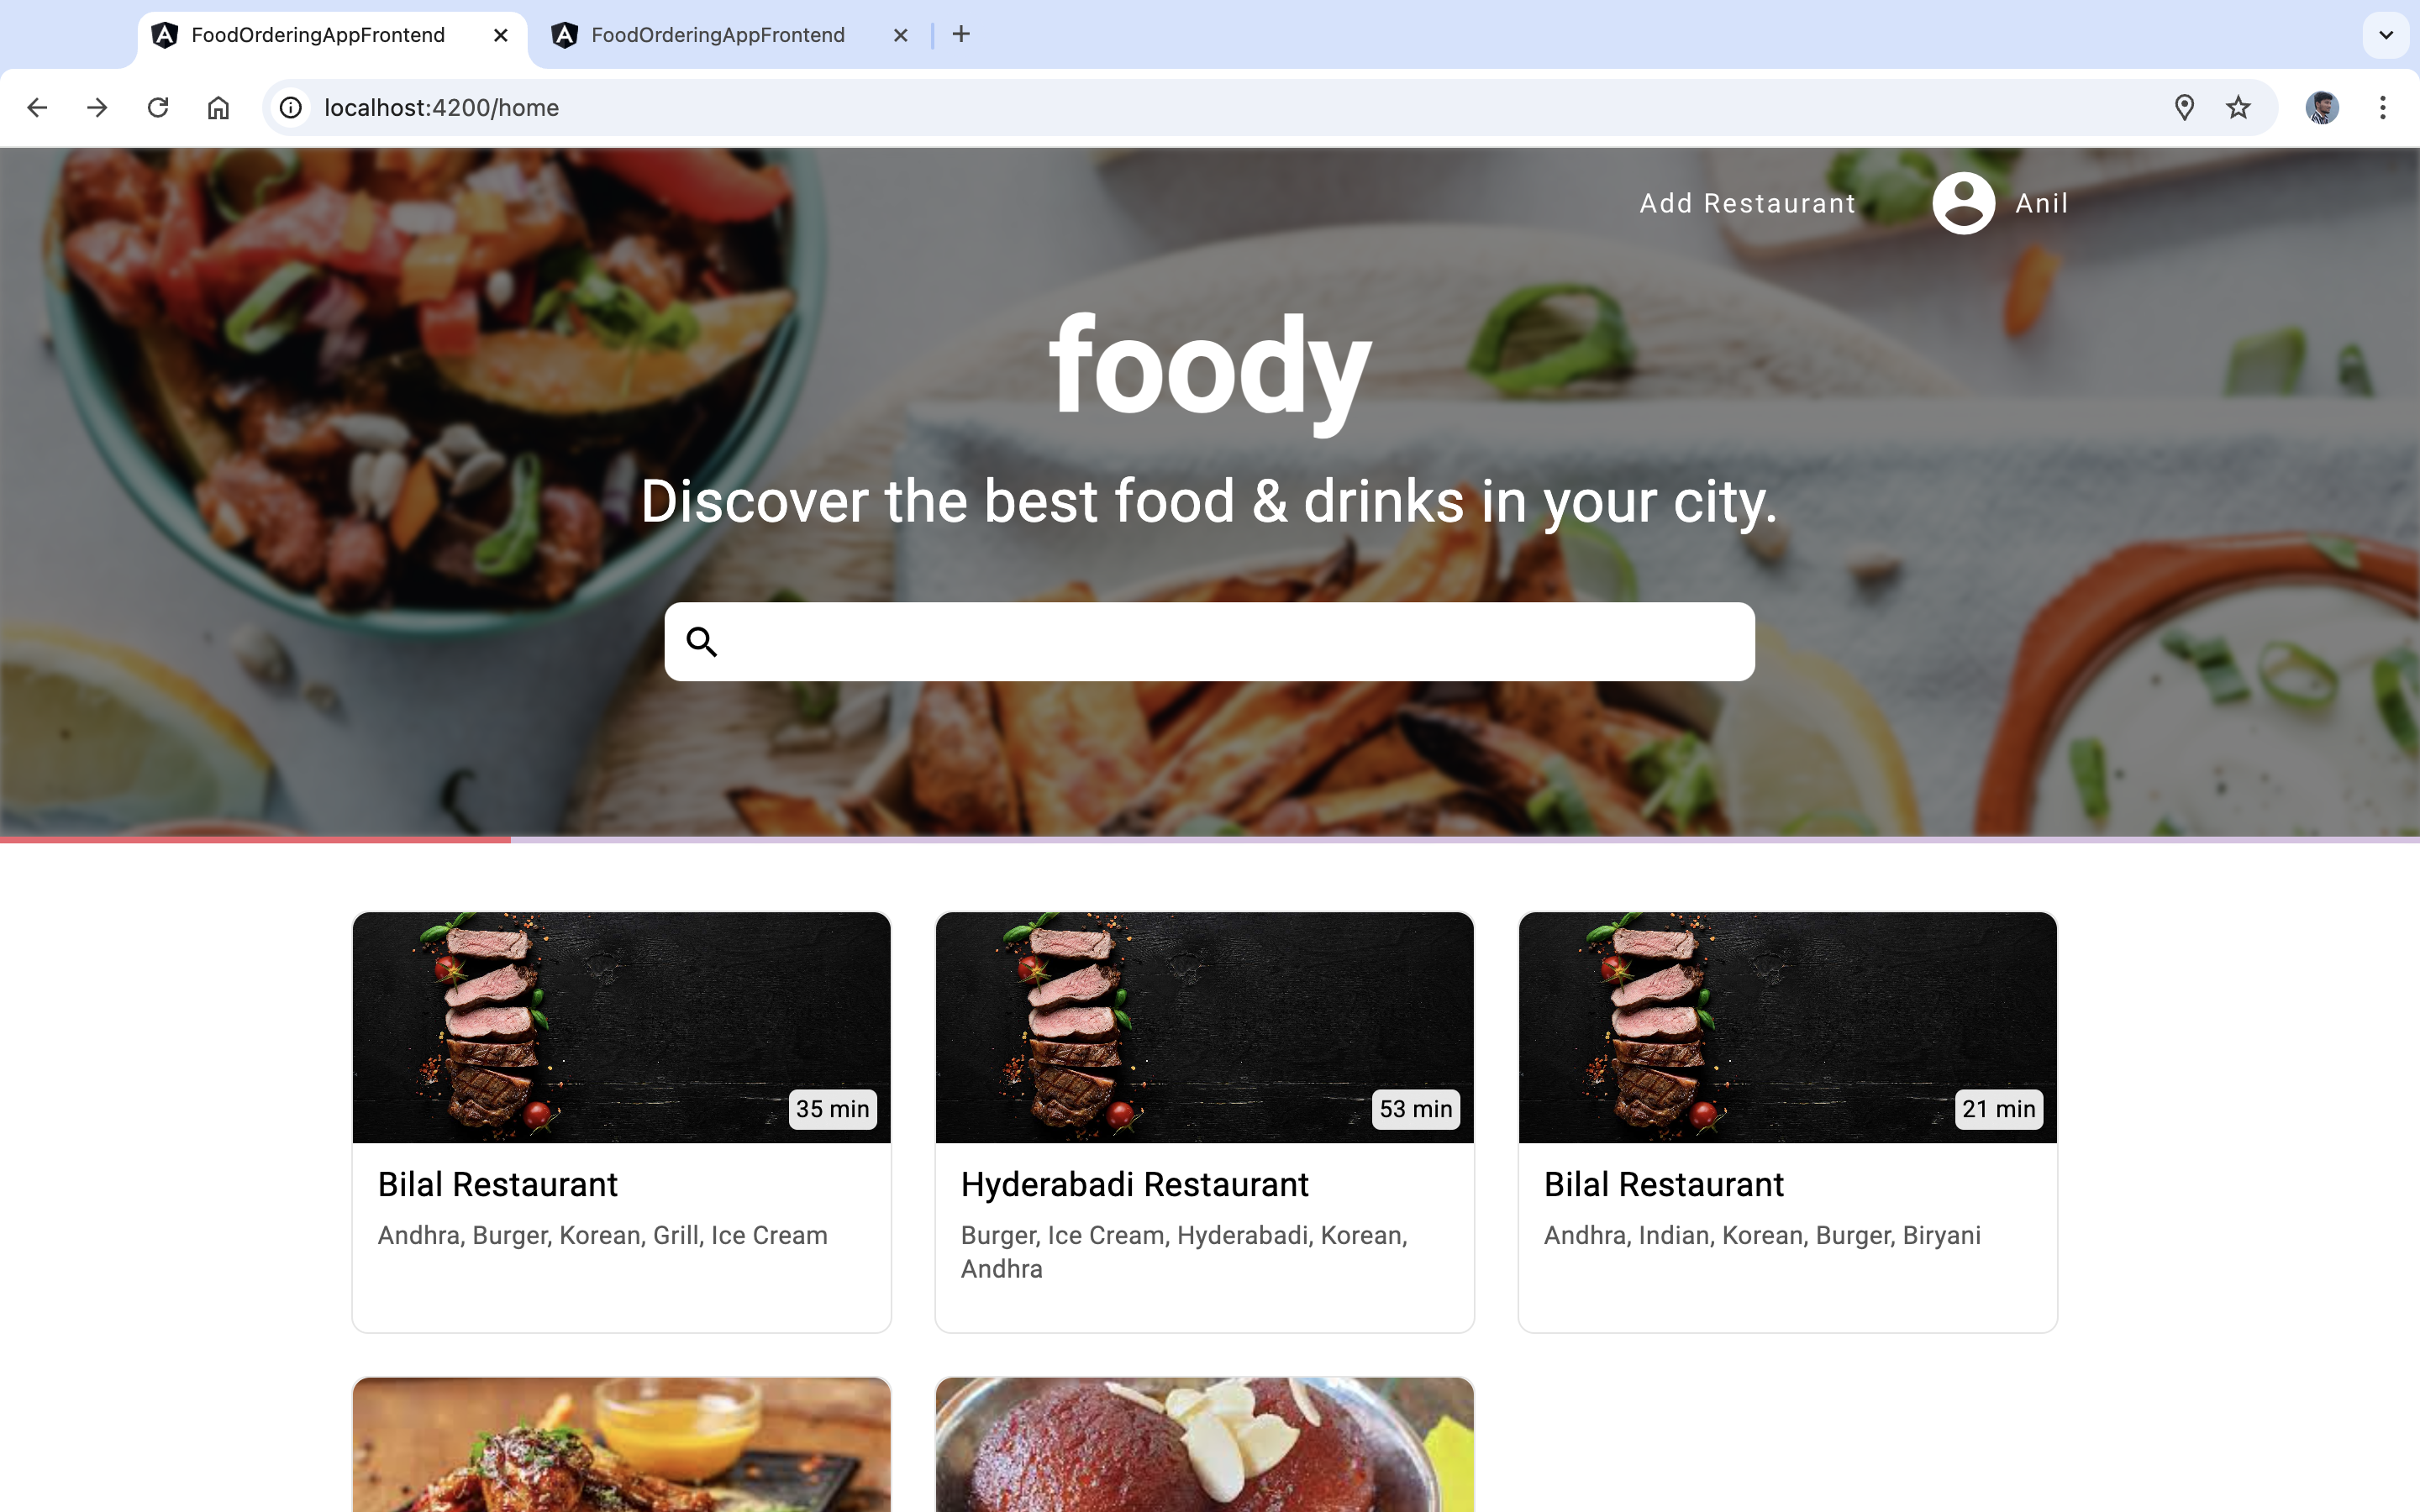 FoodOrderingAppFrontend
FoodOrderingAppFrontend
localhost:4200/home
Add Restaurant
Anil
foody
Discover the best food & drinks in your city.
35 min
53 min
21 min
Bilal Restaurant
Hyderabadi Restaurant
Bilal Restaurant
Andhra, Burger, Korean, Grill, Ice Cream
Burger, Ice Cream, Hyderabadi, Korean,
Andhra
Andhra, Indian, Korean, Burger, Biryani